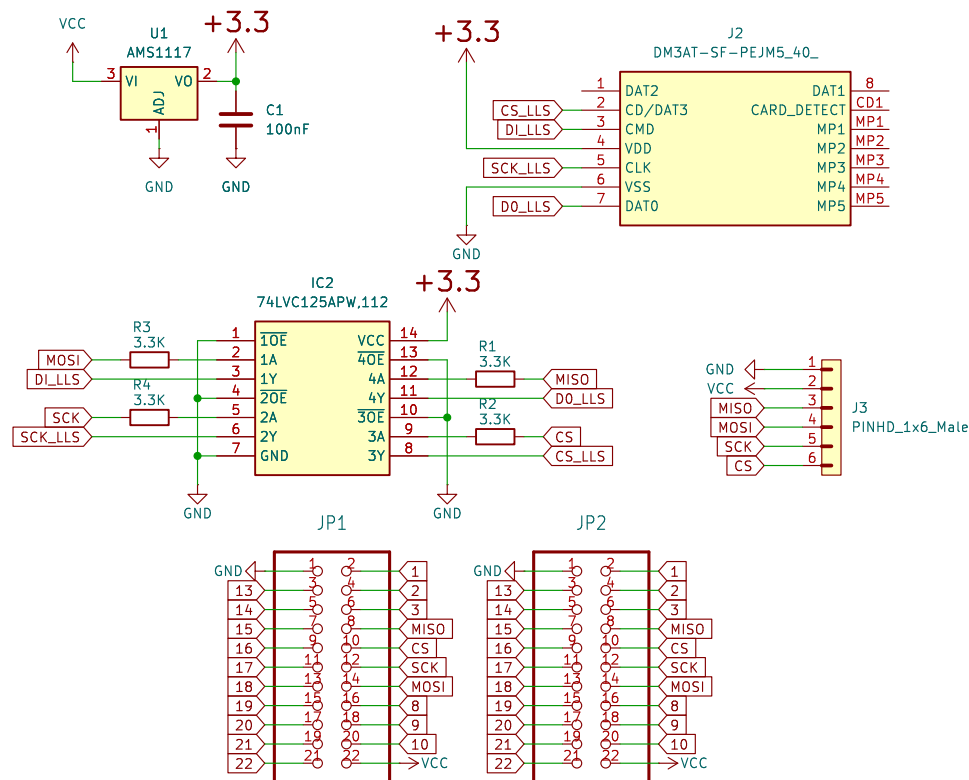 VCC
U1
AMS1117
3 VI VO 2
ADJ
1
GND
+3.3
C1
100nF
GND
+3.3
J2
DM3AT-SF-PEJM5_40_
1 DAT2 DAT1 8
CS_LLS 2 CD/DAT3 CARD_DETECT CD1
DI_LLS 3 CMD MP1 MP1
4 VDD MP2 MP2
SCK_LLS 5 CLK MP3 MP3
6 VSS MP4 MP4
DO_LLS 7 DAT0 MP5 MP5
GND
IC2
74LVC125APW,112
+3.3
1 1OE VCC 14
R3
3.3K
MOSI 2 1A 4OE 13
DI_LLS 3 1Y 4A 12 MISO
R1
3.3K
R4
3.3K
4 2OE 4Y 11 DO_LLS
SCK 5 2A 3OE 10
R2
3.3K
SCK_LLS 6 2Y 3A 9 CS
7 GND 3Y 8 CS_LLS
GND
GND
GND 1
VCC 2
MISO 3
MOSI 4
SCK 5
CS 6
J3
PINHD_1x6_Male
JP1
GND 1 2 1
13 3 4 2
14 5 6 3
15 7 8 MISO
16 9 10 CS
17 11 12 SCK
18 13 14 MOSI
19 15 16 8
20 17 18 9
21 19 20 10
22 21 22 VCC
JP2
GND 1 2 1
13 3 4 2
14 5 6 3
15 7 8 MISO
16 9 10 CS
17 11 12 SCK
18 13 14 MOSI
19 15 16 8
20 17 18 9
21 19 20 10
22 21 22 VCC